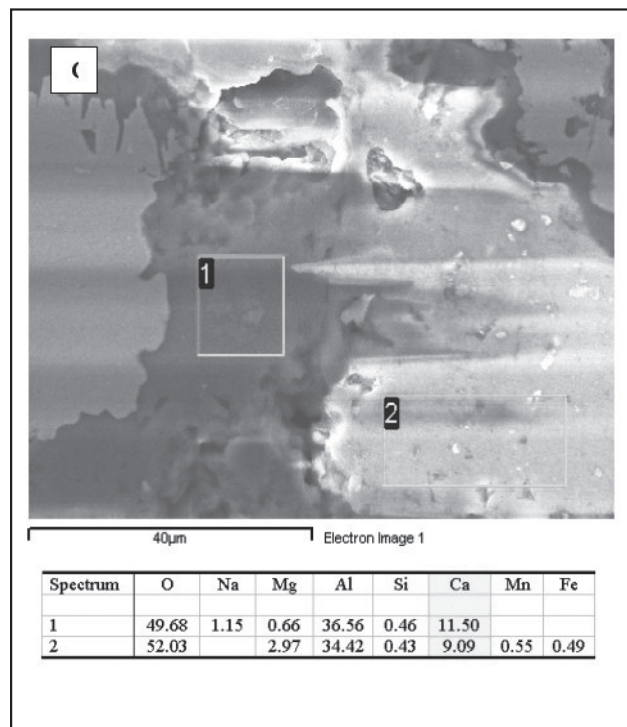 1
2
40µm Electron Image 1
Spectrum O Na Mg Al Si Ca Mn Fe
1 49.68 1.15 0.66 36.56 0.46 11.50
2 52.03 2.97 34.42 0.43 9.09 0.55 0.49